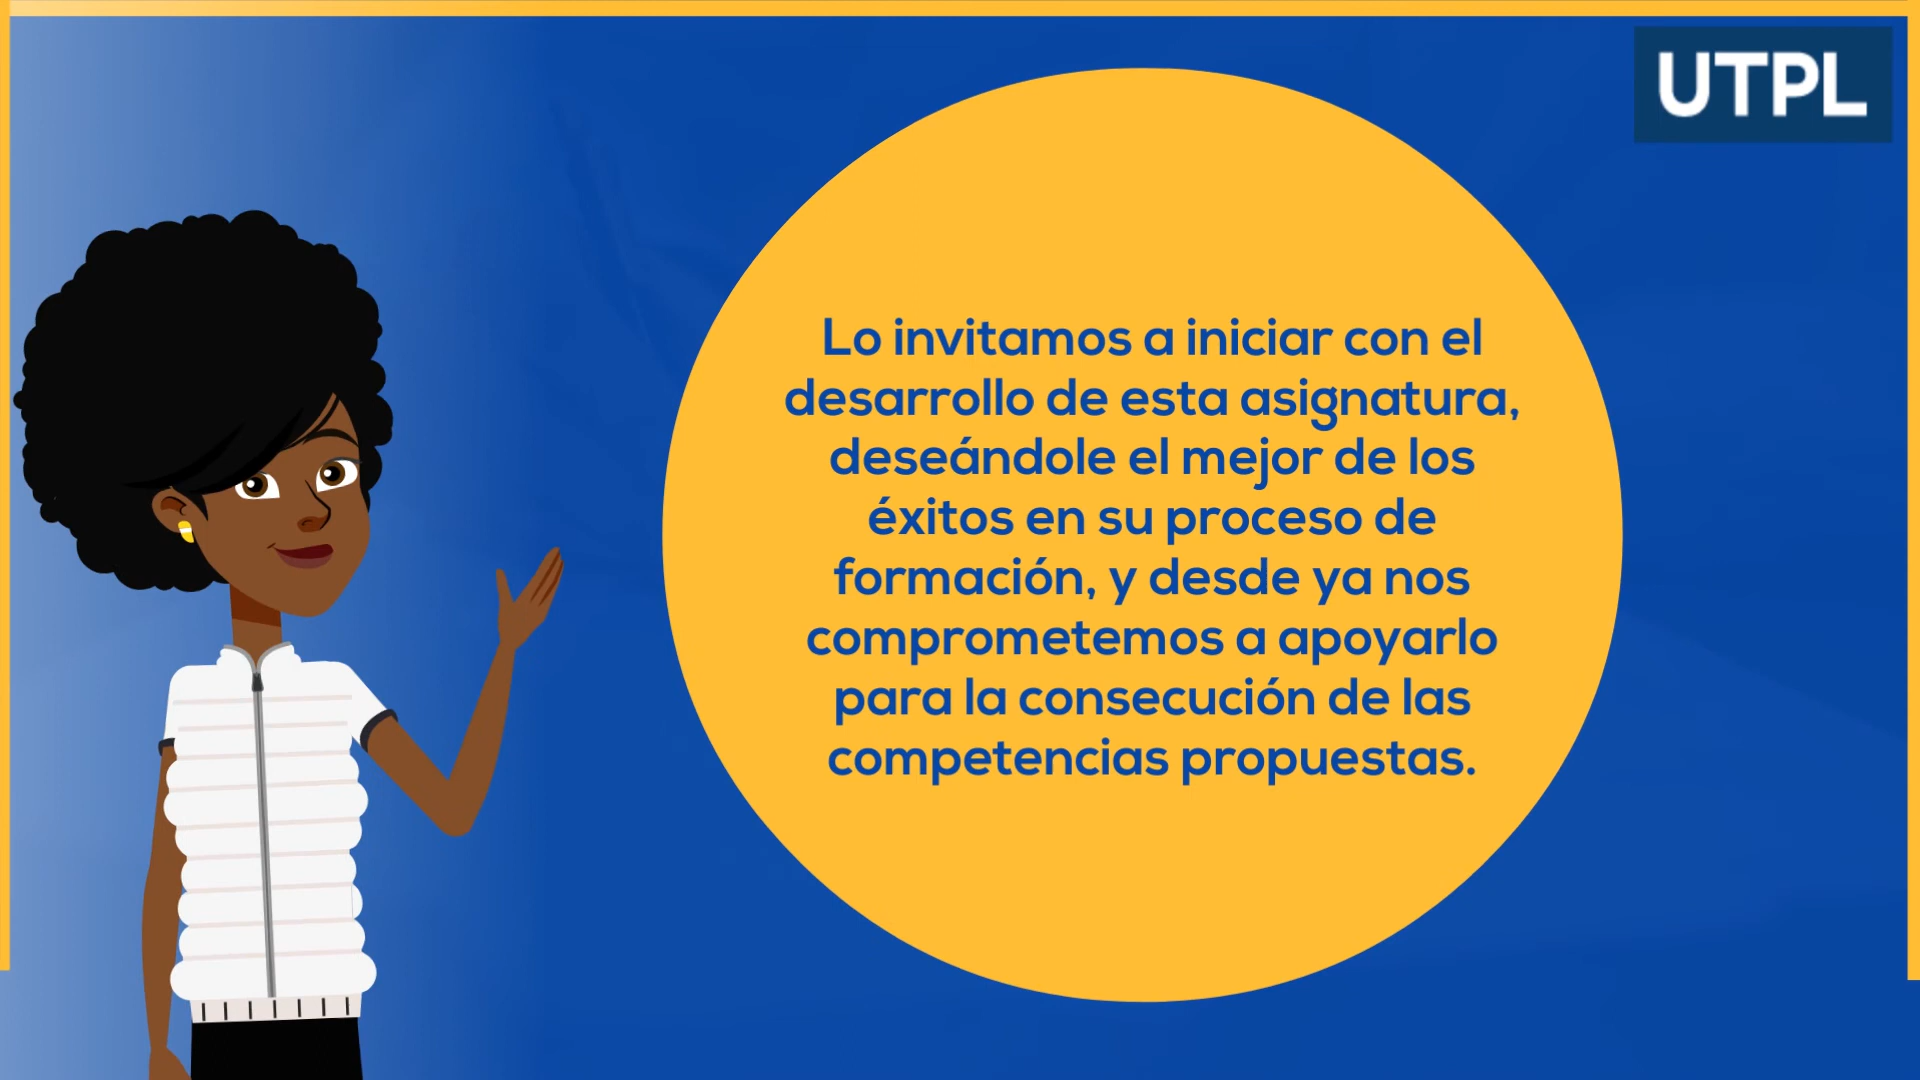 UTPL
Lo invitamos a iniciar con el
desarrollo de esta asignatura,
deseándole el mejor de los
éxitos en su proceso de
formación, y desde ya nos
comprometemos a apoyarlo
para la consecución de las
competencias propuestas.